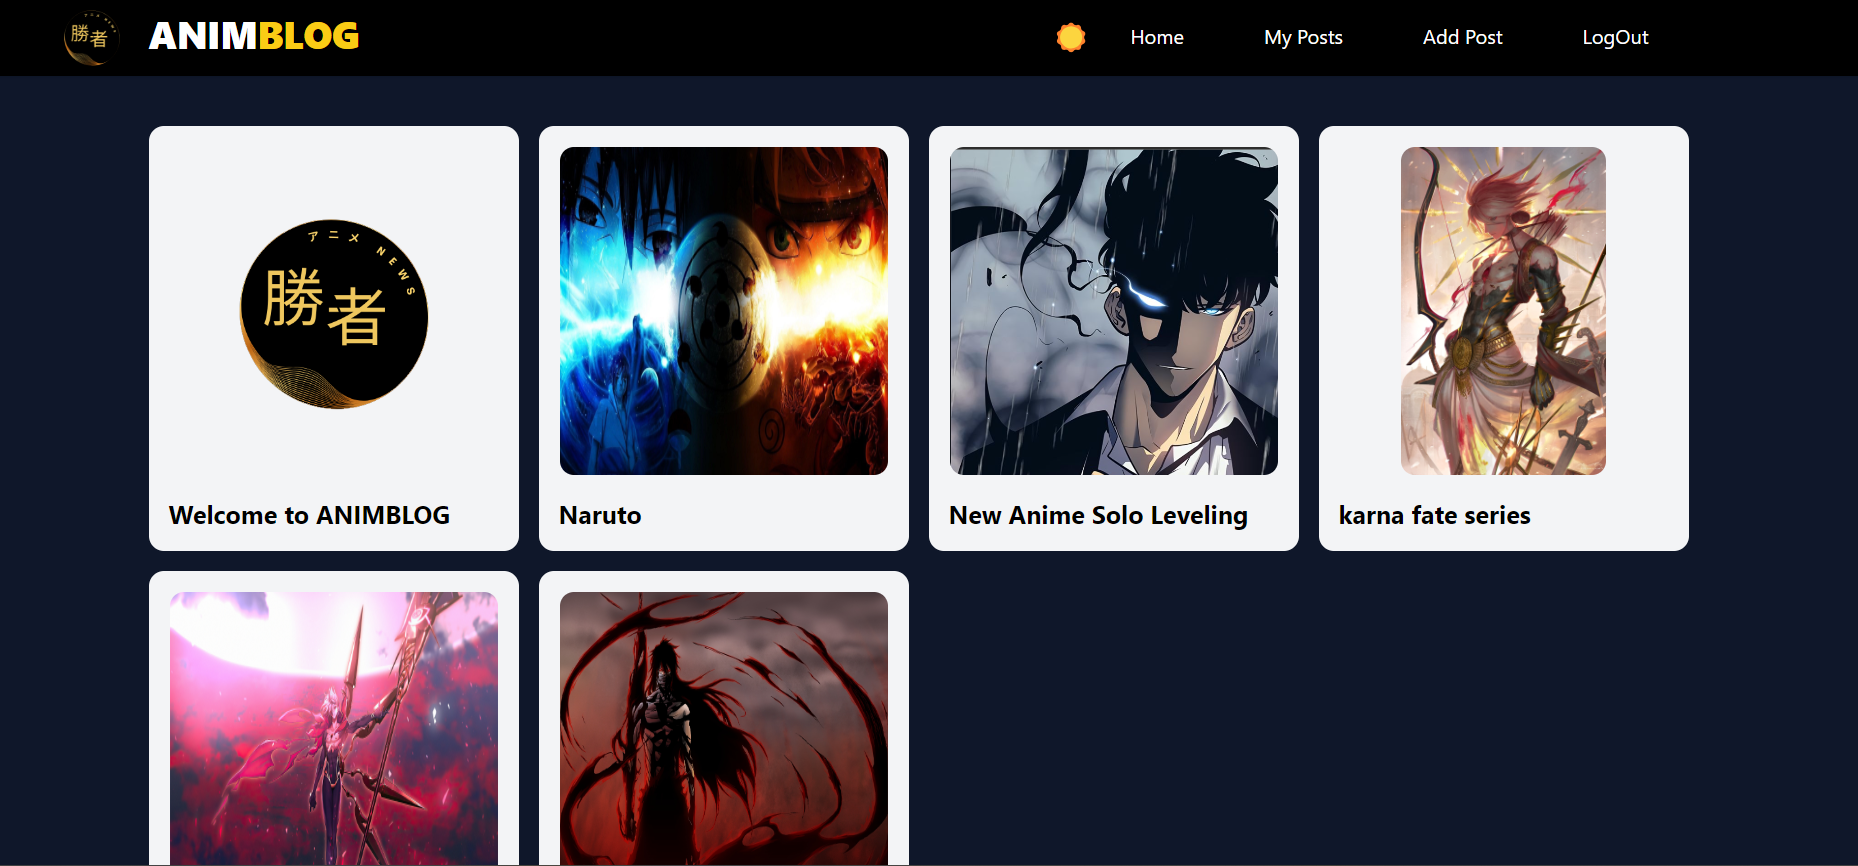 勝者
ANIMBLOG
Home
My Posts
Add Post
LogOut
アニメ NEWS
勝者
Welcome to ANIMBLOG
Naruto
New Anime Solo Leveling
karna fate series